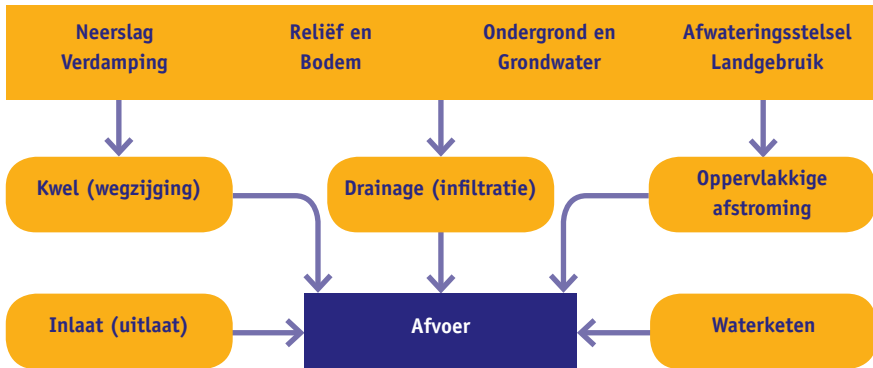 Neerslag
Verdamping
Reliëf en
Bodem
Ondergrond en
Grondwater
Afwateringsstelsel
Landgebruik
Kwel (wegzijging)
Drainage (infiltratie)
Oppervlakkige
afstroming
Inlaat (uitlaat)
Afvoer
Waterketen